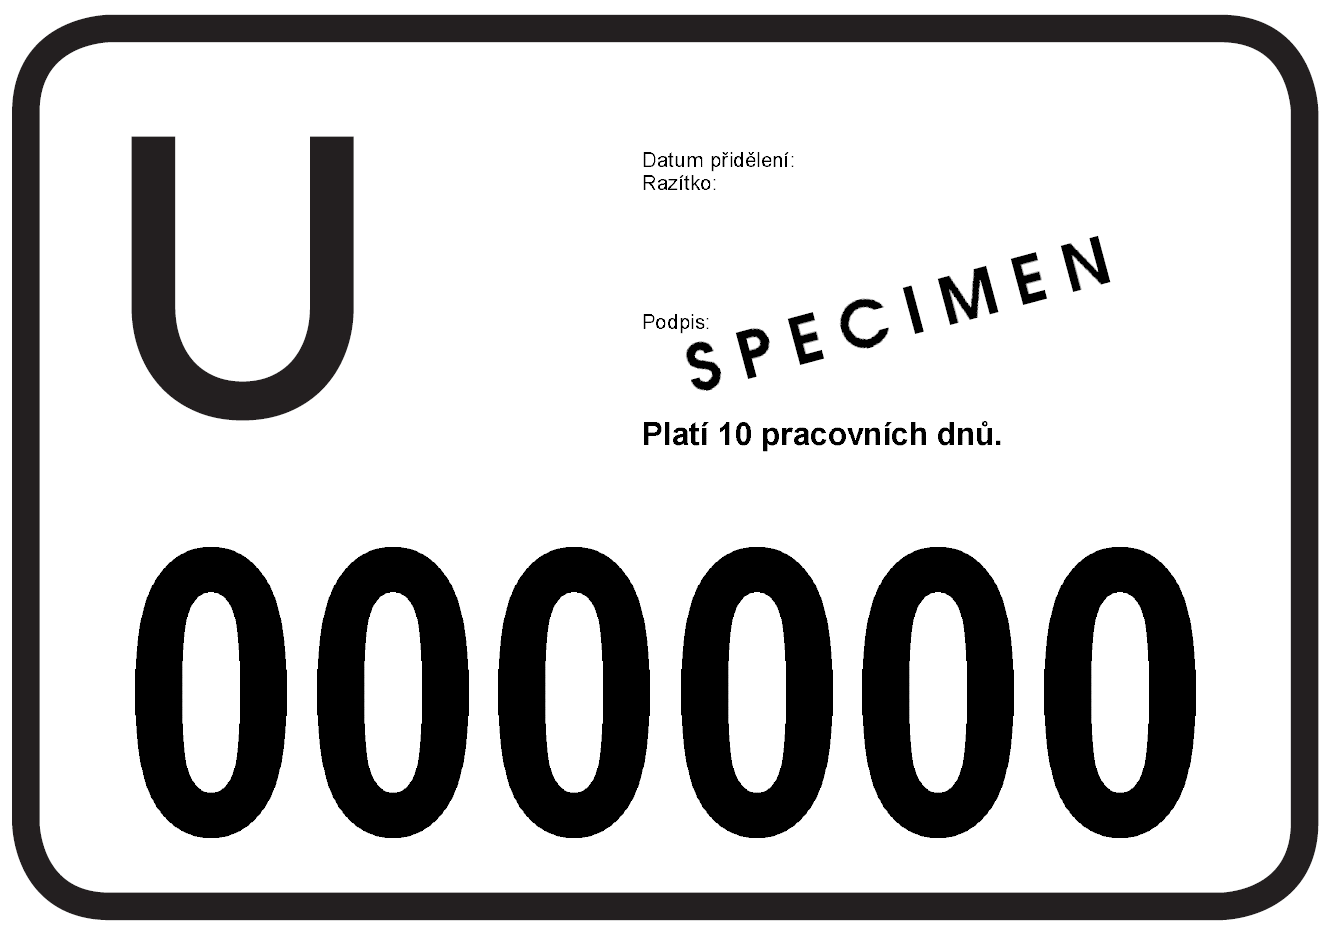 U
Datum přidělení:
Razítko:
Podpis:
SPECIMEN
Platí 10 pracovních dnů.
000000